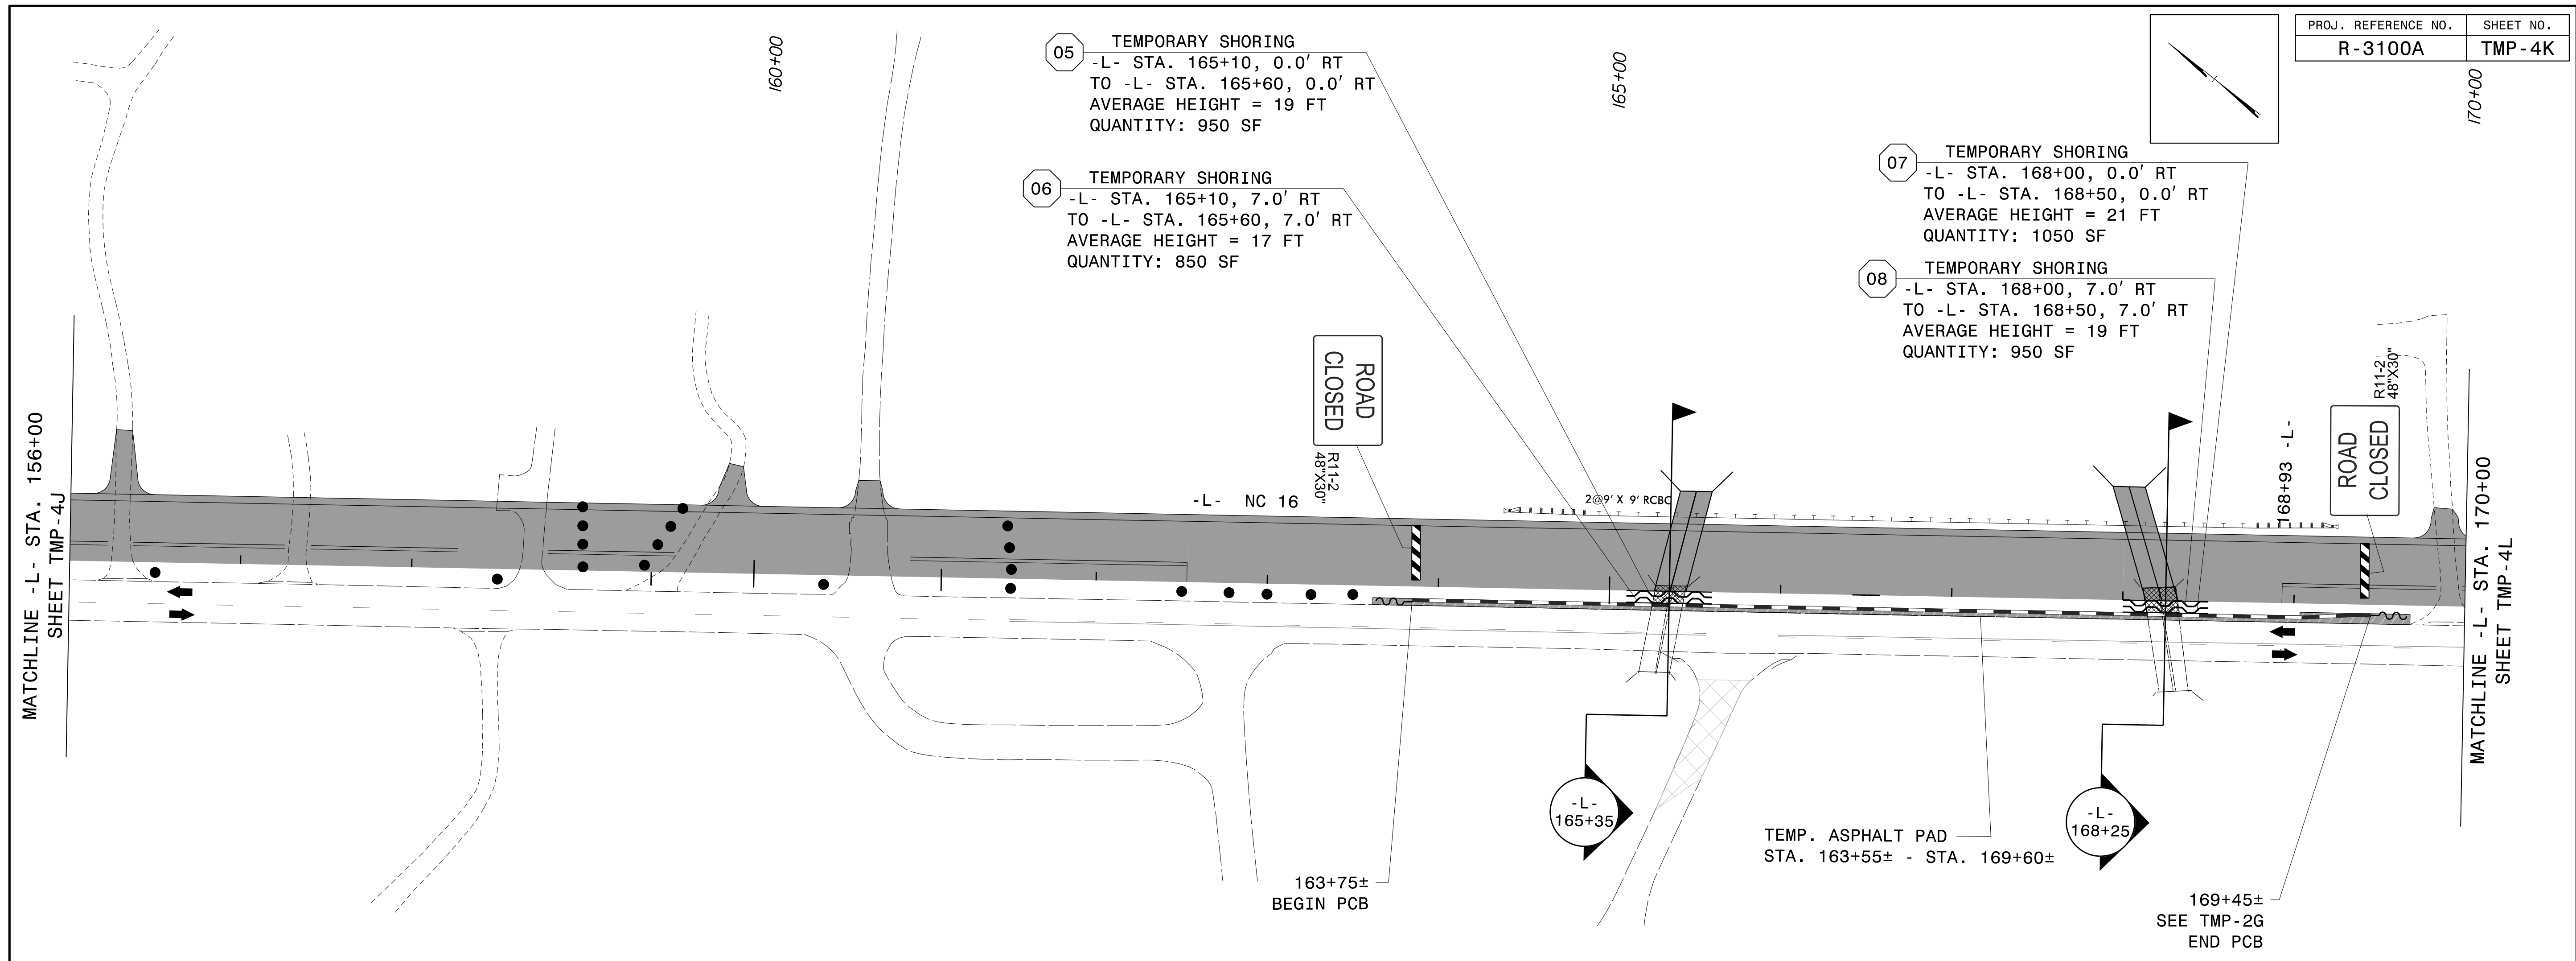 PROJ. REFERENCE NO.
SHEET NO.
R-3100A
TMP-4K
160+00
165+00
170+00
05
TEMPORARY SHORING
-L- STA. 165+10, 0.0' RT
TO -L- STA. 165+60, 0.0' RT
AVERAGE HEIGHT = 19 FT
QUANTITY: 950 SF
06
TEMPORARY SHORING
-L- STA. 165+10, 7.0' RT
TO -L- STA. 165+60, 7.0' RT
AVERAGE HEIGHT = 17 FT
QUANTITY: 850 SF
07
TEMPORARY SHORING
-L- STA. 168+00, 0.0' RT
TO -L- STA. 168+50, 0.0' RT
AVERAGE HEIGHT = 21 FT
QUANTITY: 1050 SF
08
TEMPORARY SHORING
-L- STA. 168+00, 7.0' RT
TO -L- STA. 168+50, 7.0' RT
AVERAGE HEIGHT = 19 FT
QUANTITY: 950 SF
ROAD
CLOSED
R11-2
48"X30"
R11-2
48"X30"
ROAD
CLOSED
168+93 -L-
MATCHLINE -L- STA. 156+00
SHEET TMP-4J
-L- NC 16
2@9' X 9' RCBC
MATCHLINE -L- STA. 170+00
SHEET TMP-4L
-L-
165+35
-L-
168+25
TEMP. ASPHALT PAD
STA. 163+55± - STA. 169+60±
163+75±
BEGIN PCB
169+45±
SEE TMP-2G
END PCB